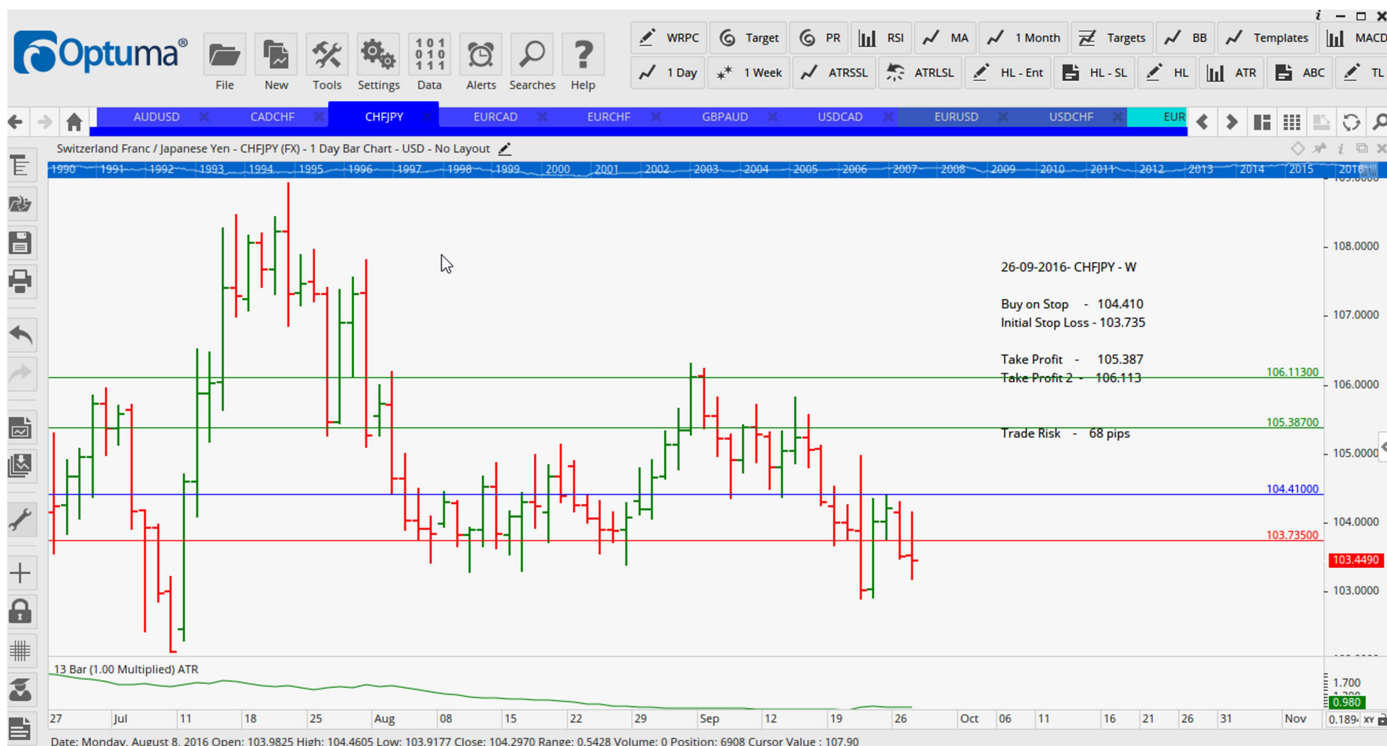 Optuma®
File New Tools Settings Data Alerts Searches Help
101
010
111
WRPC Target PR RSI MA 1 Month Targets BB Templates MACD
1 Day 1 Week ATRSSL ATRLSL HL - Ent HL - SL HL ATR ABC TL
AUDUSD CADCHF CHFJPY EURCAD EURCHF GBPAUD USDCAD EURUSD USDCHF EUR
Switzerland Franc / Japanese Yen - CHFJPY (FX) - 1 Day Bar Chart - USD - No Layout
1990 1991 1992 1993 1994 1995 1996 1997 1998 1999 2000 2001 2002 2003 2004 2005 2006 2007 2008 2009 2010 2011 2012 2013 2014 2015 2016
108.0000
26-09-2016- CHFJPY - W
Buy on Stop - 104.410
107.0000
Initial Stop Loss - 103.735
Take Profit - 105.387
106.11300
Take Profit 2 - 106.113
106.0000
105.38700
Trade Risk - 68 pips
105.0000
104.41000
104.0000
103.73500
103.4490
103.0000
13 Bar (1.00 Multiplied) ATR
1.700
0.980
27 Jul 11 18 25 Aug 08 15 22 29 Sep 12 19 26 Oct 06 11 16 21 26 31 Nov 0.189 XY
Date: Monday, August 8, 2016 Open: 103.9825 High: 104.4605 Low: 103.9177 Close: 104.2970 Range: 0.5428 Volume: 0 Position: 6908 Cursor Value : 107.90